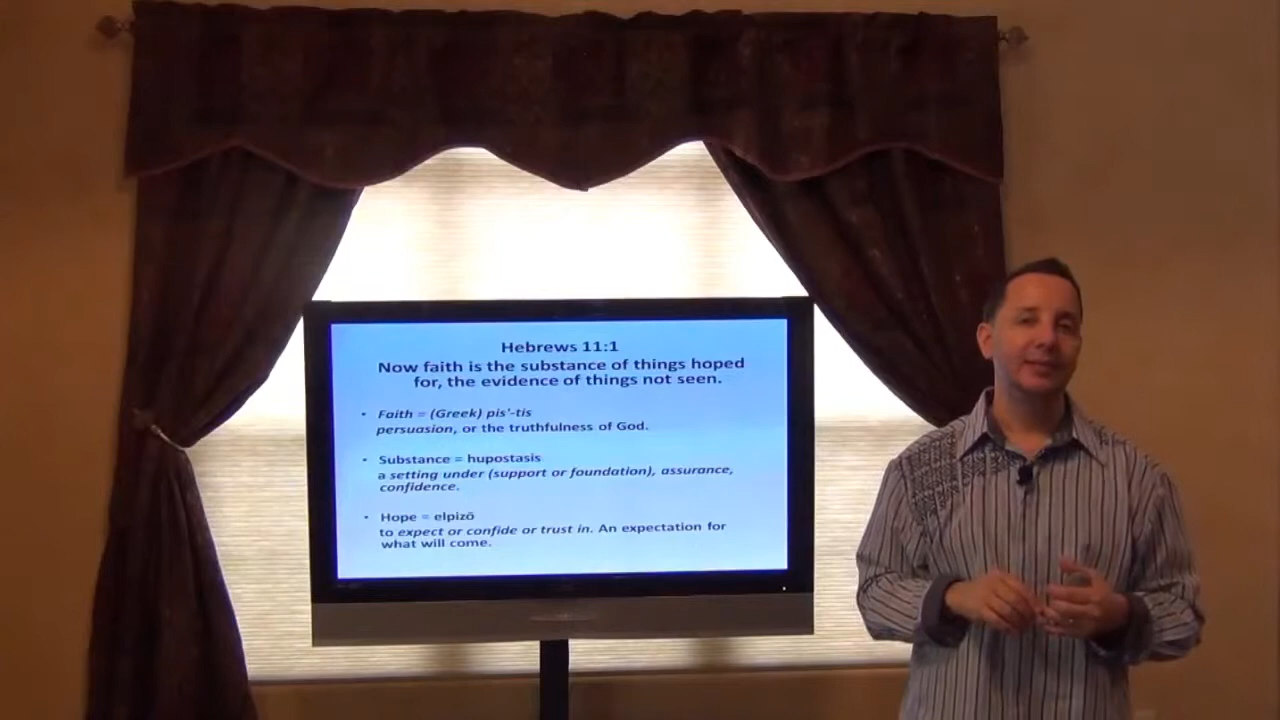 Hebrews 11:1
Now faith is the substance of things hoped
for, the evidence of things not seen.
• Faith = (Greek) pis'-tis
persuasion, or the truthfulness of God.
• Substance = hupostasis
a setting under (support or foundation), assurance,
confidence.
• Hope = elpizō
to expect or confide or trust in. An expectation for
what will come.